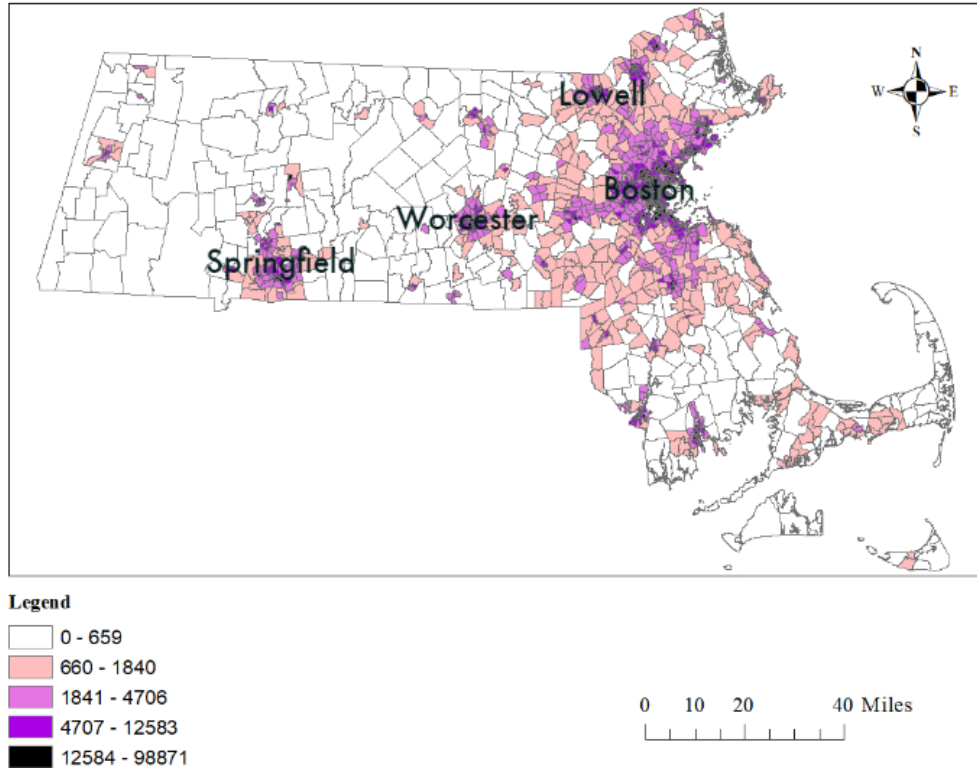 N
Lowell
W E
S
Boston
Worcester
Springfield
Legend
0 - 659
660 - 1840
1841 - 4706
4707 - 12583
12584 - 98871
0 10 20 40 Miles